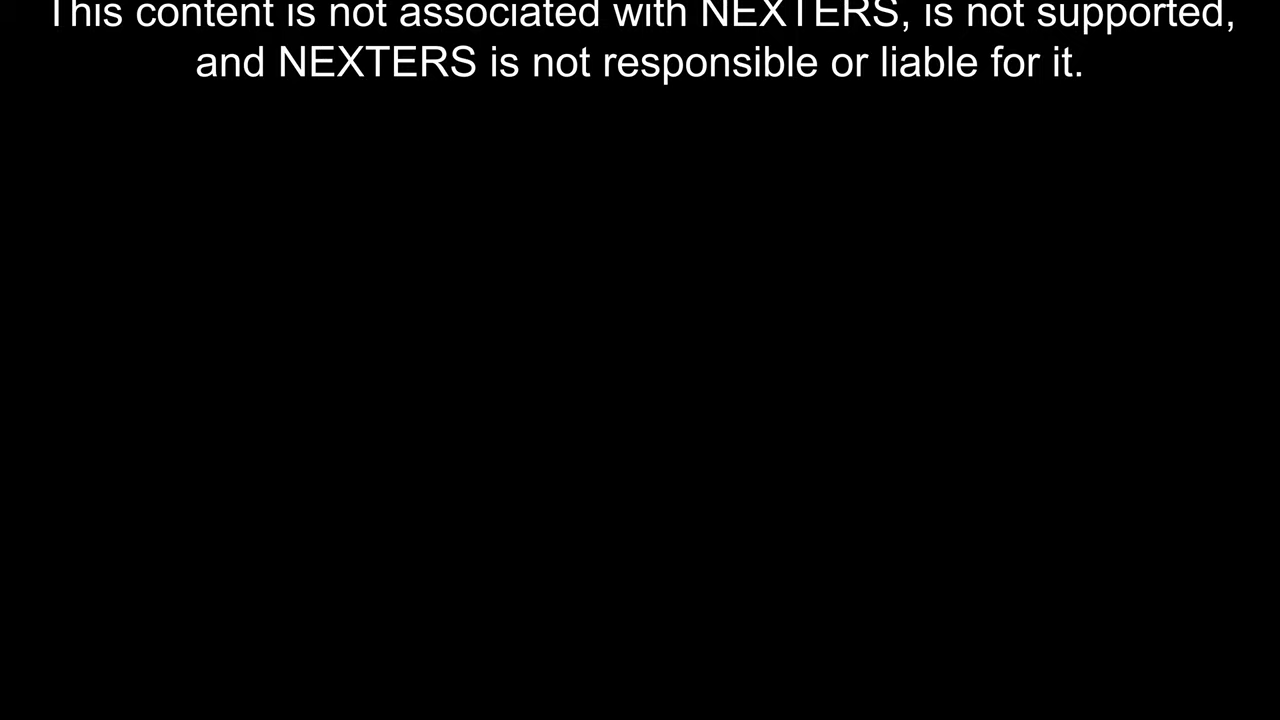 This content is not associated with NEXTERS, is not supported,
and NEXTERS is not responsible or liable for it.